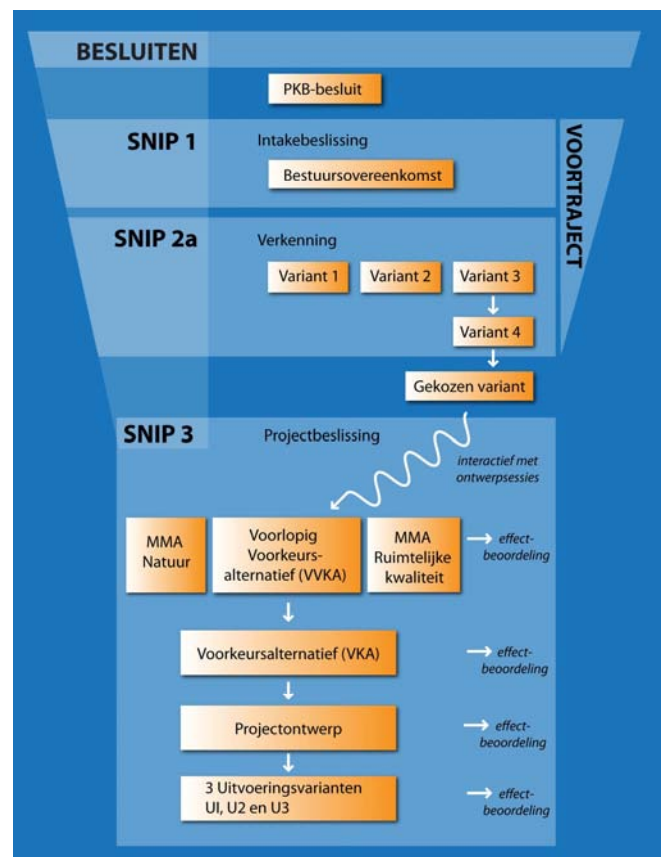 BESLUITEN
PKB-besluit
SNIP 1
Intakebeslissing
Bestuursovereenkomst
VOORTRAJECT
SNIP 2a
Verkenning
Variant 1
Variant 2
Variant 3
Variant 4
Gekozen variant
SNIP 3
Projectbeslissing
interactief met
ontwerpsessies
MMA
Natuur
Voorlopig
Voorkeurs-
alternatief (VVKA)
MMA
Ruimtelijke
kwaliteit
effect-
beoordeling
Voorkeursalternatief (VKA)
effect-
beoordeling
Projectontwerp
effect-
beoordeling
3 Uitvoeringsvarianten
UI, U2 en U3
effect-
beoordeling